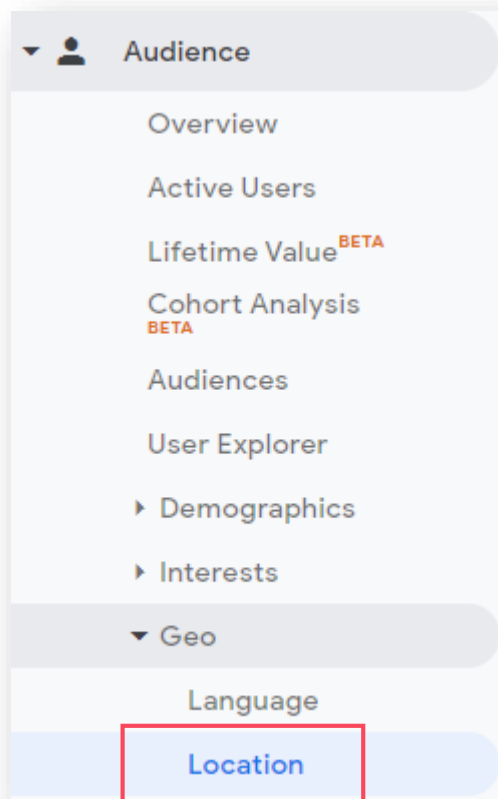 Audience
Overview
Active Users
Lifetime Value BETA
Cohort Analysis
BETA
Audiences
User Explorer
Demographics
Interests
Geo
Language
Location